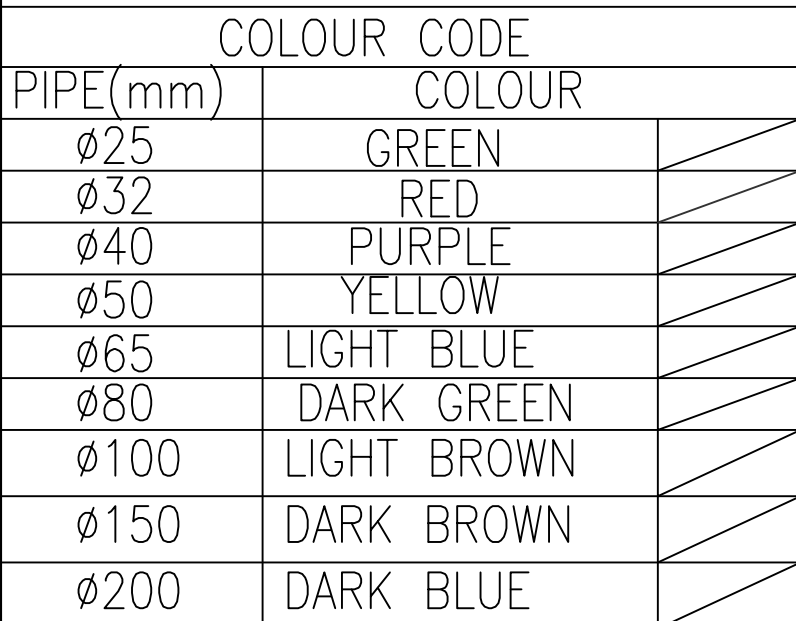 COLOUR CODE
PIPE(mm) COLOUR
ø25 GREEN
ø32 RED
ø40 PURPLE
ø50 YELLOW
ø65 LIGHT BLUE
ø80 DARK GREEN
ø100 LIGHT BROWN
ø150 DARK BROWN
ø200 DARK BLUE